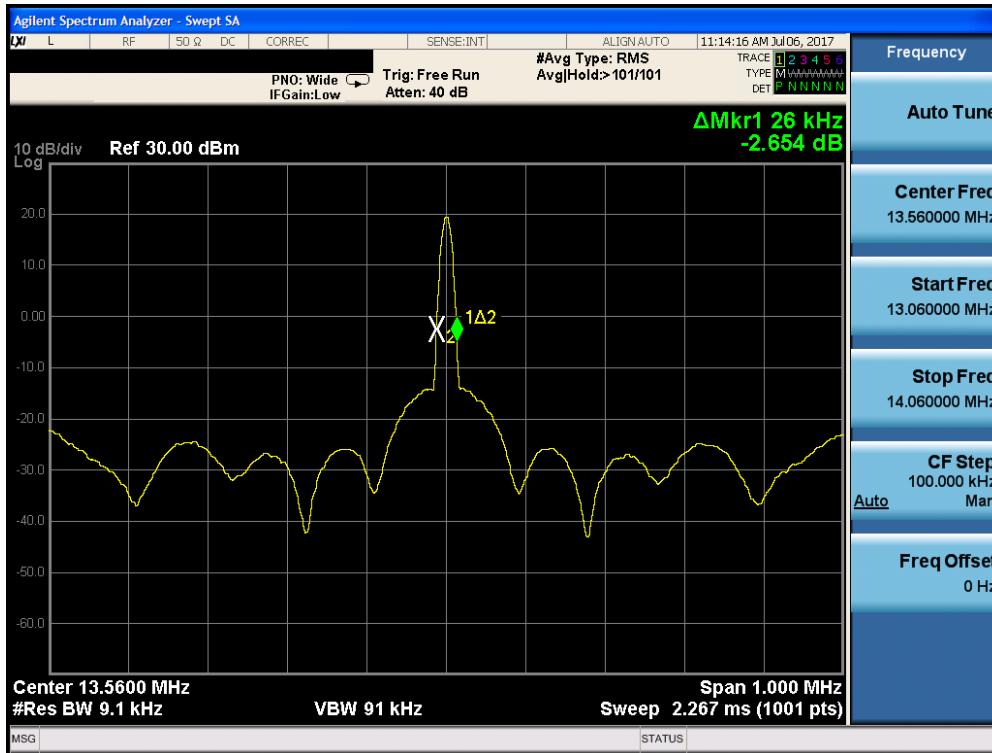 Agilent Spectrum Analyzer - Swept SA
LXI L RF 50 Ω DC CORREC SENSE:INT ALIGN AUTO 11:14:16 AM Jul 06, 2017
Frequency
#Avg Type: RMS
TRACE 1 2 3 4 5 6
PNO: Wide
Trig: Free Run
Avg|Hold:>101/101
TYPE M WWWWW
IFGain:Low
Atten: 40 dB
DET P N N N N N
Auto Tune
ΔMkr1 26 kHz
-2.654 dB
10 dB/div
Ref 30.00 dBm
Log
20.0
10.0
0.00
-10.0
-20.0
-30.0
-40.0
-50.0
-60.0
1Δ2
2
Center Freq
13.560000 MHz
Start Freq
13.060000 MHz
Stop Freq
14.060000 MHz
CF Step
100.000 kHz
Auto Man
Freq Offset
0 Hz
Center 13.5600 MHz
Span 1.000 MHz
#Res BW 9.1 kHz
VBW 91 kHz
Sweep 2.267 ms (1001 pts)
MSG
STATUS